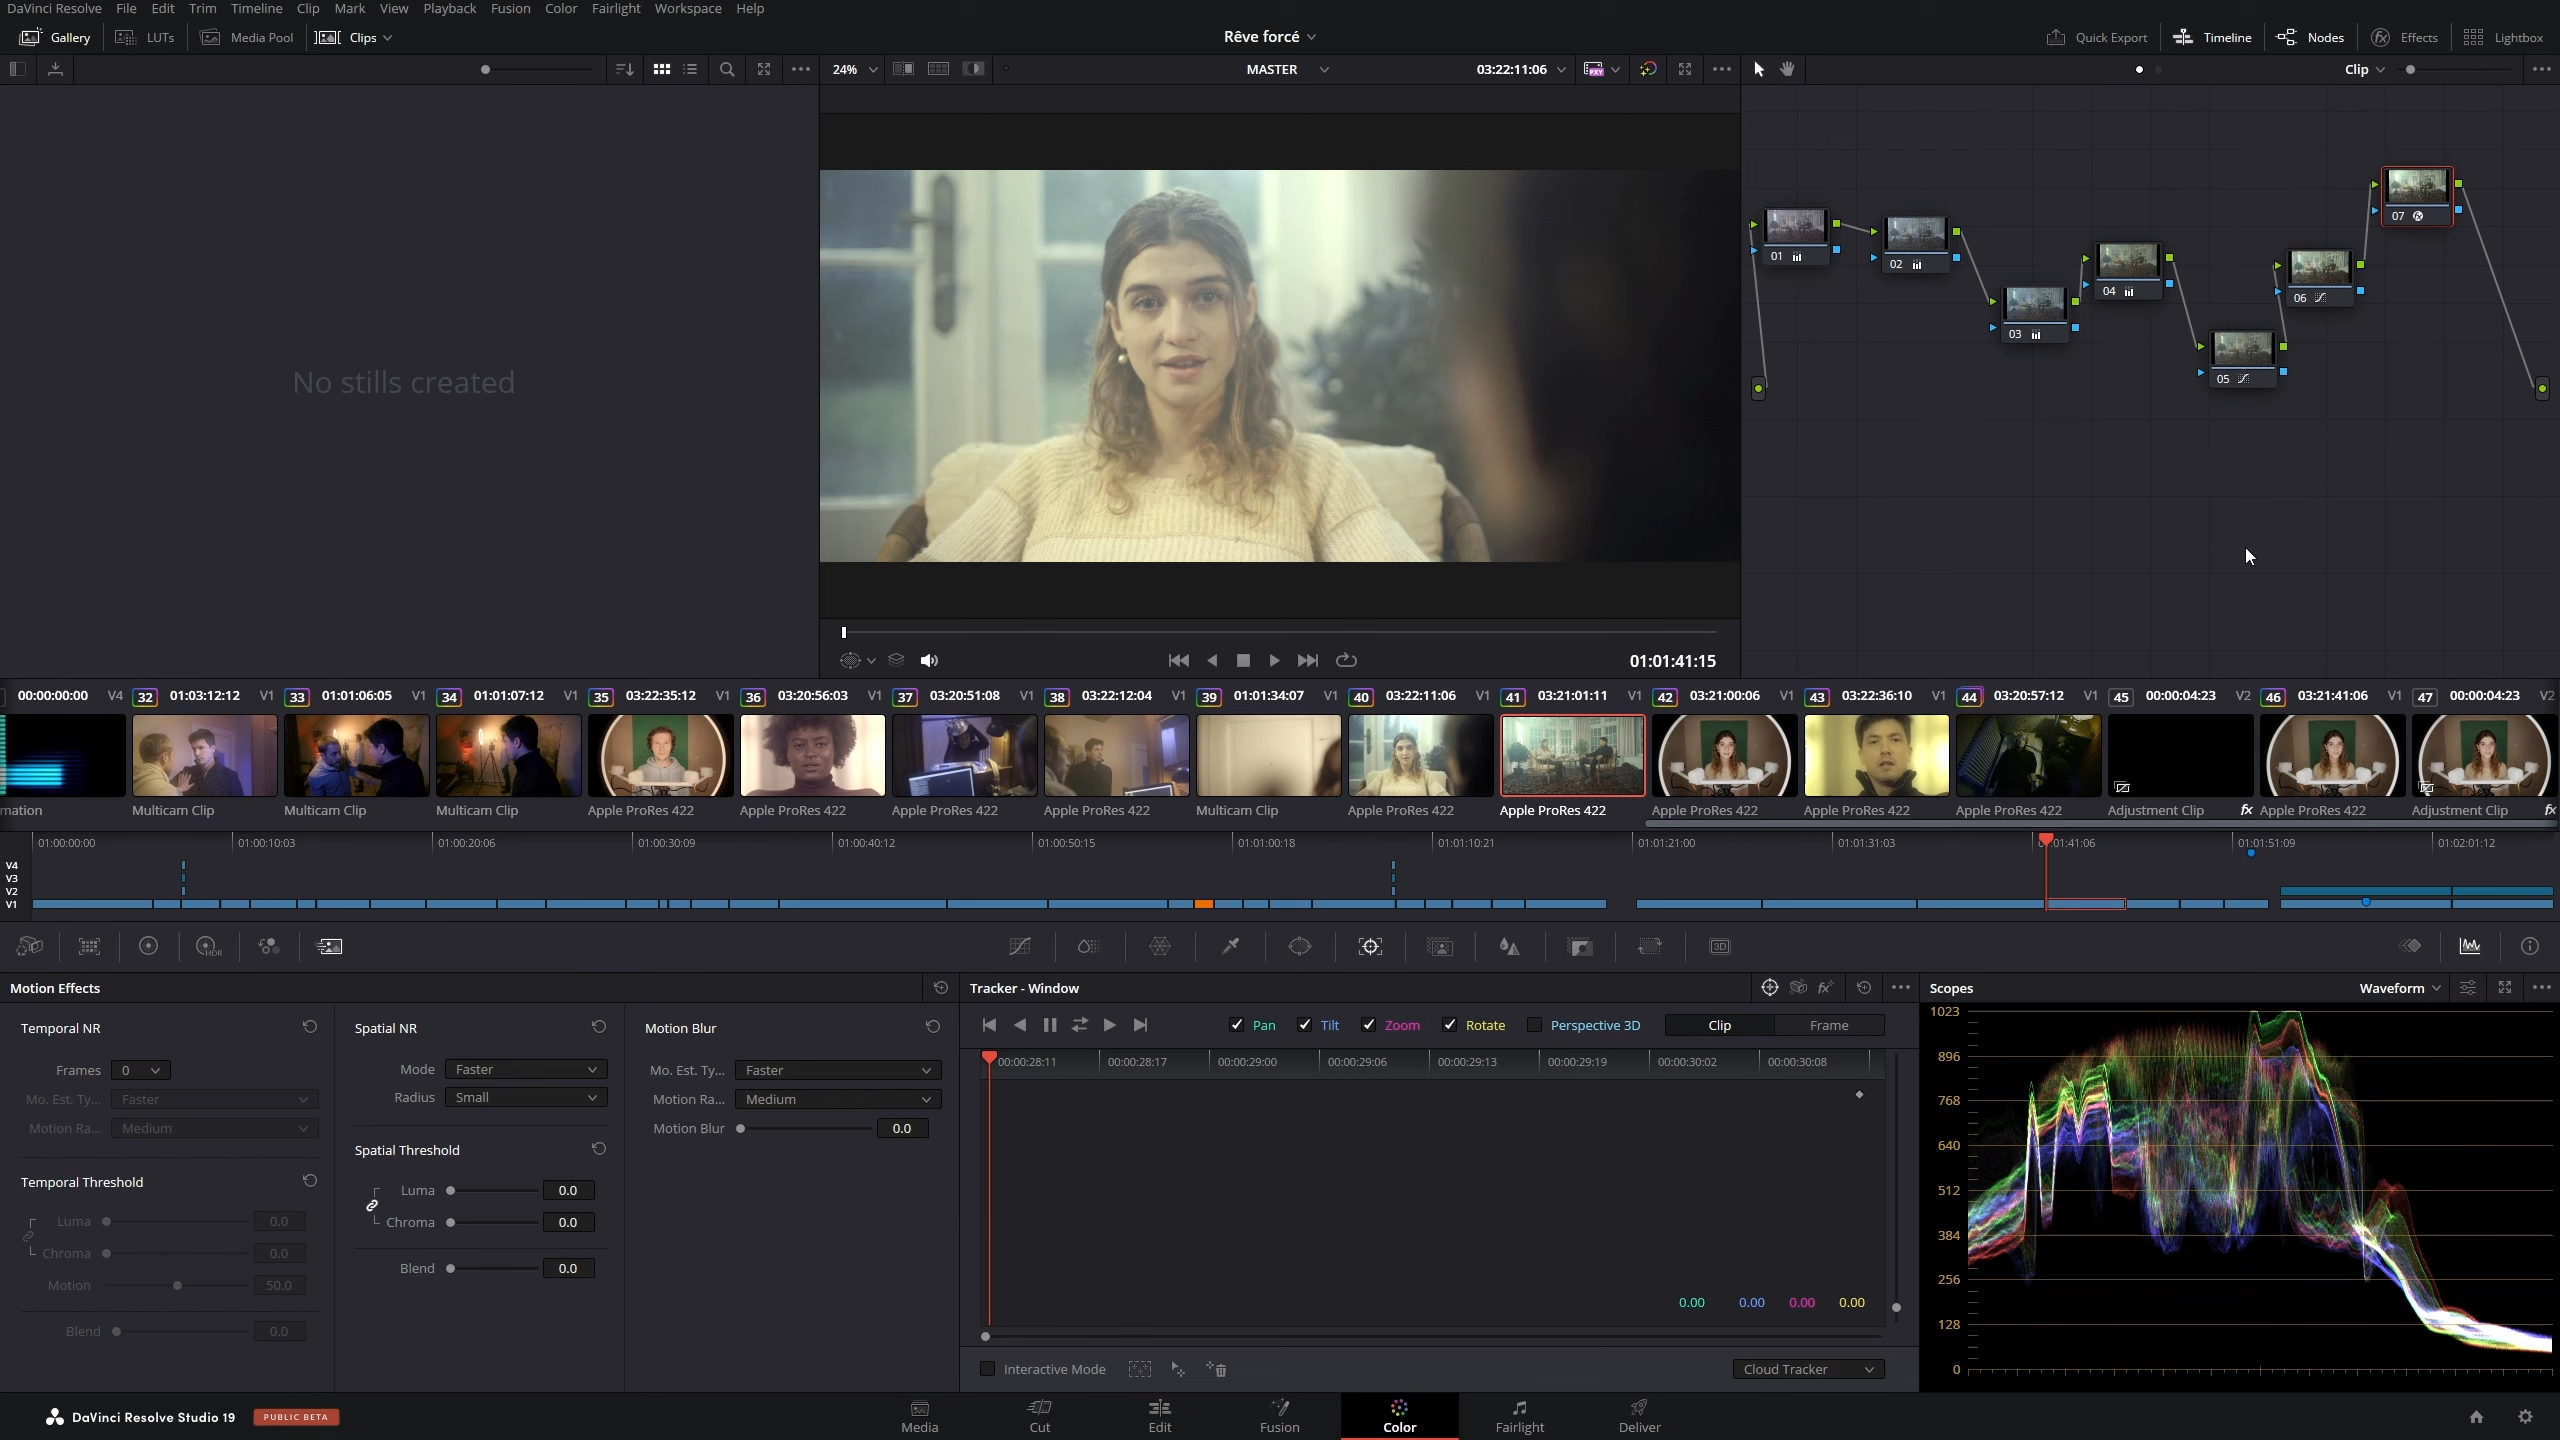 DaVinci Resolve File Edit Trim Timeline Clip Mark View Playback Fusion Color Fairlight Workspace Help
Gallery LUTs Media Pool Clips Rêve forcé Quick Export Timeline Nodes Effects Lightbox
24% MASTER 03:22:11:06 PXY Clip
No stills created
01 02 03 04 05 06 07
01:01:41:15
00:00:00:00 V4 32 01:03:12:12 V1 33 01:01:06:05 V1 34 01:01:07:12 V1 35 03:22:35:12 V1 36 03:20:56:03 V1 37 03:20:51:08 V1 38 03:22:12:04 V1 39 01:01:34:07 V1 40 03:22:11:06 V1 41 03:21:01:11 V1 42 03:21:00:06 V1 43 03:22:36:10 V1 44 03:20:57:12 V1 45 00:00:04:23 V2 46 03:21:41:06 V1 47 00:00:04:23 V2
mation Multicam Clip Multicam Clip Multicam Clip Apple ProRes 422 Apple ProRes 422 Apple ProRes 422 Apple ProRes 422 Multicam Clip Apple ProRes 422 Apple ProRes 422 Apple ProRes 422 Apple ProRes 422 Apple ProRes 422 Adjustment Clip fx Apple ProRes 422 Adjustment Clip fx
01:00:00:00 01:00:10:03 01:00:20:06 01:00:30:09 01:00:40:12 01:00:50:15 01:01:00:18 01:01:10:21 01:01:21:00 01:01:31:03 01:41:06 01:01:51:09 01:02:01:12
V4
V3
V2
V1
HDR 3D
Motion Effects
Temporal NR
Frames 0
Mo. Est. Ty... Faster
Motion Ra... Medium
Temporal Threshold
Luma 0.0
Chroma 0.0
Motion 50.0
Blend 0.0
Spatial NR
Mode Faster
Radius Small
Spatial Threshold
Luma 0.0
Chroma 0.0
Blend 0.0
Motion Blur
Mo. Est. Ty... Faster
Motion Ra... Medium
Motion Blur 0.0
Tracker - Window
Pan Tilt Zoom Rotate Perspective 3D Clip Frame
00:00:28:11 00:00:28:17 00:00:29:00 00:00:29:06 00:00:29:13 00:00:29:19 00:00:30:02 00:00:30:08
0.00 0.00 0.00 0.00
Interactive Mode Cloud Tracker
Scopes Waveform
1023
896
768
640
512
384
256
128
0
DaVinci Resolve Studio 19 PUBLIC BETA Media Cut Edit Fusion Color Fairlight Deliver